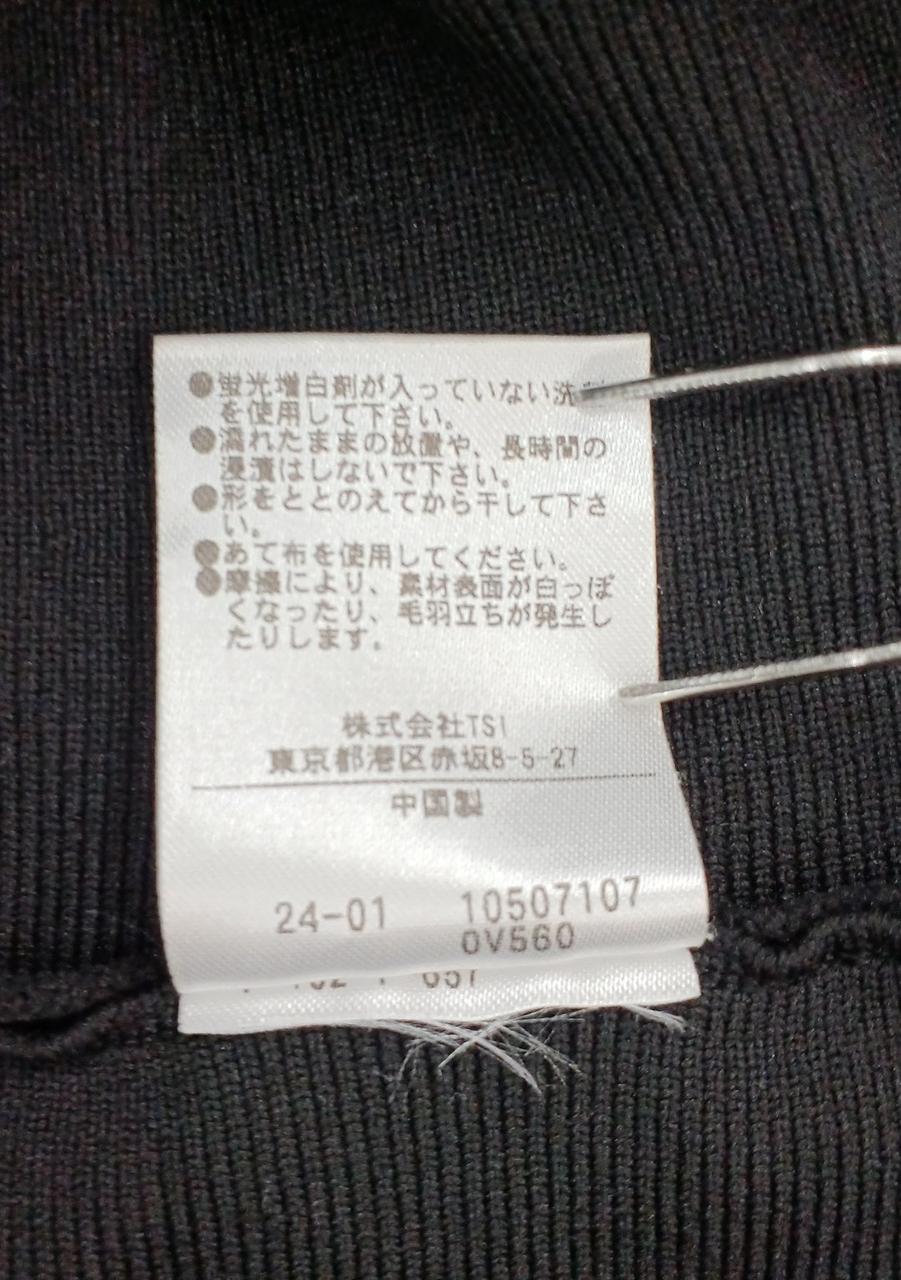 ●蛍光増白剤が入っていない洗
を使用して下さい。
●濡れたままの放置や、長時間の
浸漬はしないで下さい。
●形をととのえてから干して下さ
い。
●あて布を使用してください。
●摩擦により、素材表面が白っぽ
くなったり、毛羽立ちが発生し
たりします。
株式会社TSI
東京都港区赤坂8-5-27
中国製
24-01 10507107
0V560